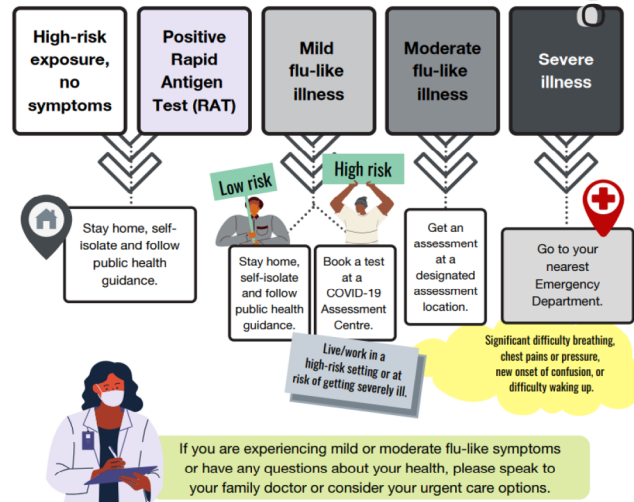 High-risk
exposure,
no
symptoms
Positive
Rapid
Antigen
Test (RAT)
Mild
flu-like
illness
Moderate
flu-like
illness
Severe
illness
Stay home, self-
isolate and follow
public health
guidance.
Low risk
High risk
Stay home,
self-isolate
and follow
public health
guidance.
Book a test
at a
COVID-19
Assessment
Centre.
Live/work in a
high-risk setting or at
risk of getting severely ill.
Get an
assessment
at a
designated
assessment
location.
Go to your
nearest
Emergency
Department.
Significant difficulty breathing,
chest pains or pressure,
new onset of confusion, or
difficulty waking up.
If you are experiencing mild or moderate flu-like symptoms
or have any questions about your health, please speak to
your family doctor or consider your urgent care options.